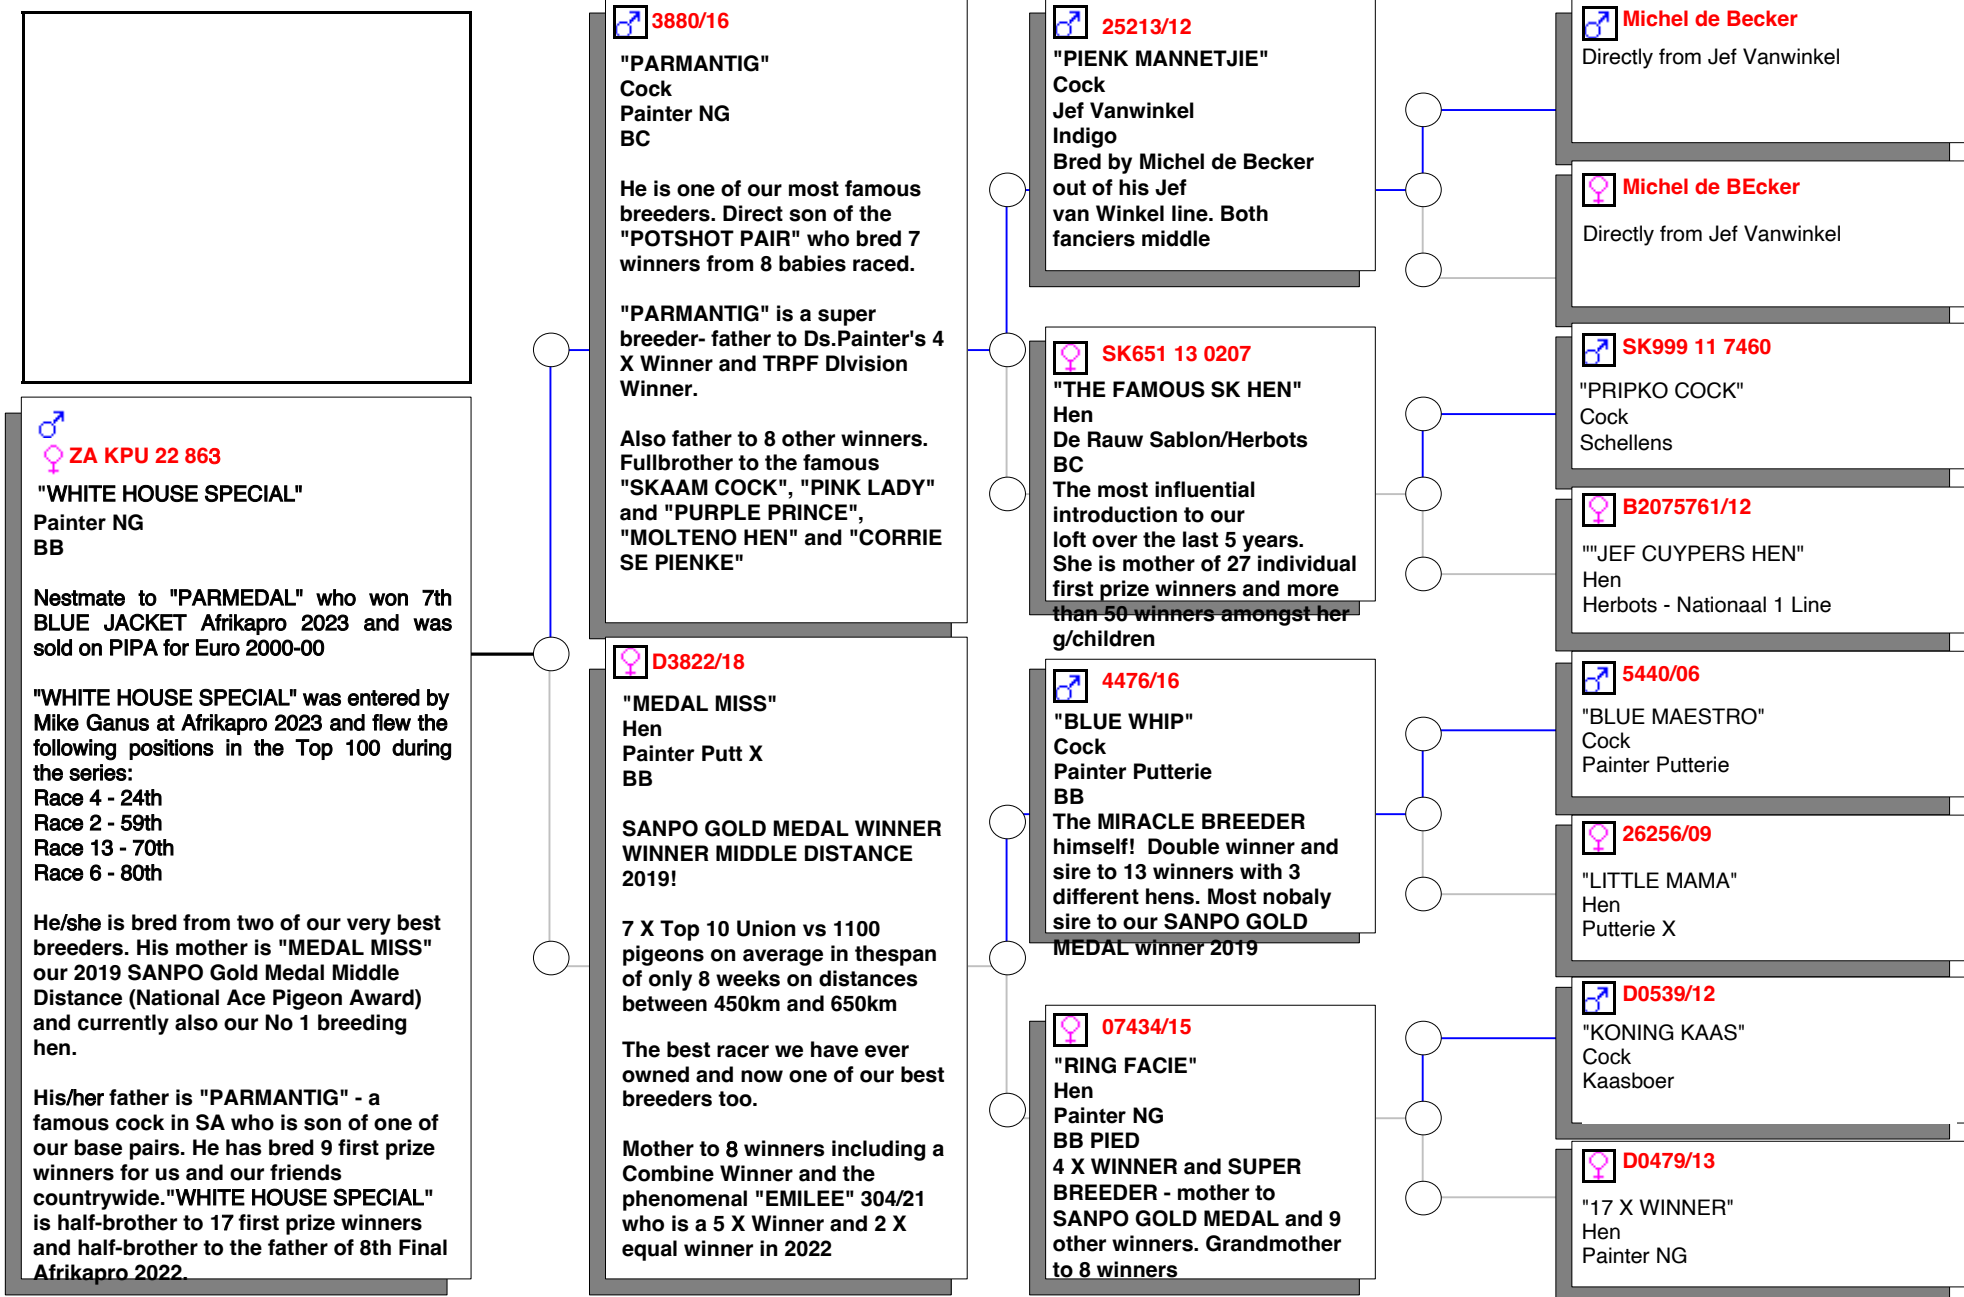 ZA KPU 22 863
"WHITE HOUSE SPECIAL"
Painter NG
BB
Nestmate to "PARMEDAL" who won 7th
BLUE JACKET Afrikapro 2023 and was
sold on PIPA for Euro 2000-00
"WHITE HOUSE SPECIAL" was entered by
Mike Ganus at Afrikapro 2023 and flew the
following positions in the Top 100 during
the series:
Race 4 - 24th
Race 2 - 59th
Race 13 - 70th
Race 6 - 80th
He/she is bred from two of our very best
breeders. His mother is "MEDAL MISS"
our 2019 SANPO Gold Medal Middle
Distance (National Ace Pigeon Award)
and currently also our No 1 breeding
hen.
His/her father is "PARMANTIG" - a
famous cock in SA who is son of one of
our base pairs. He has bred 9 first prize
winners for us and our friends
countrywide."WHITE HOUSE SPECIAL"
is half-brother to 17 first prize winners
and half-brother to the father of 8th Final
Afrikapro 2022.
3880/16
"PARMANTIG"
Cock
Painter NG
BC
He is one of our most famous
breeders. Direct son of the
"POTSHOT PAIR" who bred 7
winners from 8 babies raced.
"PARMANTIG" is a super
breeder- father to Ds.Painter's 4
X Winner and TRPF DIvision
Winner.
Also father to 8 other winners.
Fullbrother to the famous
"SKAAM COCK", "PINK LADY"
and "PURPLE PRINCE",
"MOLTENO HEN" and "CORRIE
SE PIENKE"
D3822/18
"MEDAL MISS"
Hen
Painter Putt X
BB
SANPO GOLD MEDAL WINNER
WINNER MIDDLE DISTANCE
2019!
7 X Top 10 Union vs 1100
pigeons on average in thespan
of only 8 weeks on distances
between 450km and 650km
The best racer we have ever
owned and now one of our best
breeders too.
Mother to 8 winners including a
Combine Winner and the
phenomenal "EMILEE" 304/21
who is a 5 X Winner and 2 X
equal winner in 2022
25213/12
"PIENK MANNETJIE"
Cock
Jef Vanwinkel
Indigo
Bred by Michel de Becker
out of his Jef
van Winkel line. Both
fanciers middle
SK651 13 0207
"THE FAMOUS SK HEN"
Hen
De Rauw Sablon/Herbots
BC
The most influential
introduction to our
loft over the last 5 years.
She is mother of 27 individual
first prize winners and more
than 50 winners amongst her
g/children
4476/16
"BLUE WHIP"
Cock
Painter Putterie
BB
The MIRACLE BREEDER
himself!  Double winner and
sire to 13 winners with 3
different hens. Most nobaly
sire to our SANPO GOLD
MEDAL winner 2019
07434/15
"RING FACIE"
Hen
Painter NG
BB PIED
4 X WINNER and SUPER
BREEDER - mother to
SANPO GOLD MEDAL and 9
other winners. Grandmother
to 8 winners
Michel de Becker
Directly from Jef Vanwinkel
Michel de BEcker
Directly from Jef Vanwinkel
SK999 11 7460
"PRIPKO COCK"
Cock
Schellens
B2075761/12
""JEF CUYPERS HEN"
Hen
Herbots - Nationaal 1 Line
5440/06
"BLUE MAESTRO"
Cock
Painter Putterie
26256/09
"LITTLE MAMA"
Hen
Putterie X
D0539/12
"KONING KAAS"
Cock
Kaasboer
D0479/13
"17 X WINNER"
Hen
Painter NG